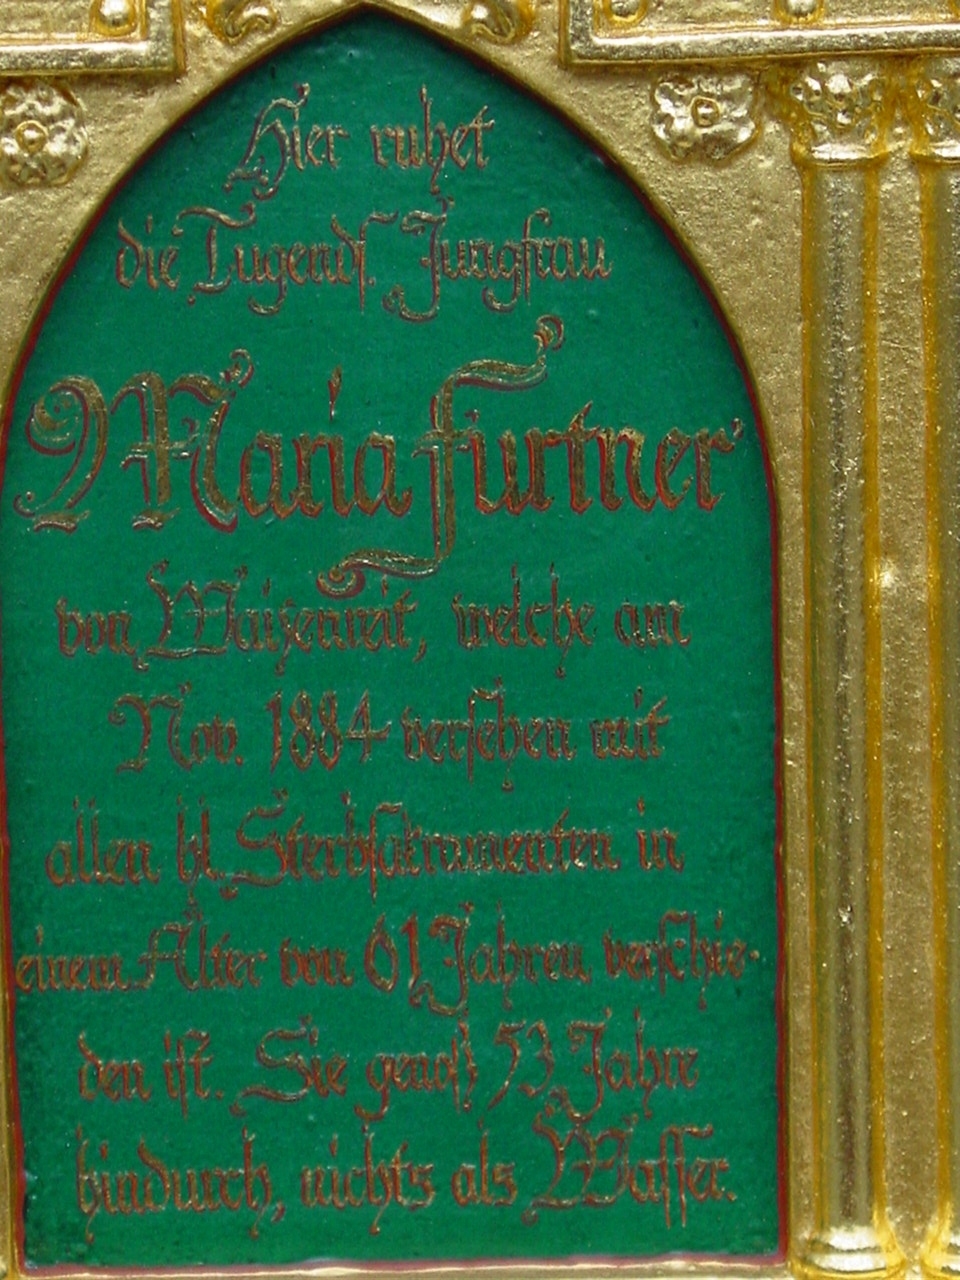 Hier ruhet
die Tugends. Jungfrau
Maria Furtner
von Waizenreit, welche am
Nov. 1884 versehen mit
allen hl. Sterbsakramenten in
einem Alter von 61 Jahren verschie-
den ist. Sie genoß 53 Jahre
hindurch, nichts als Wasser.